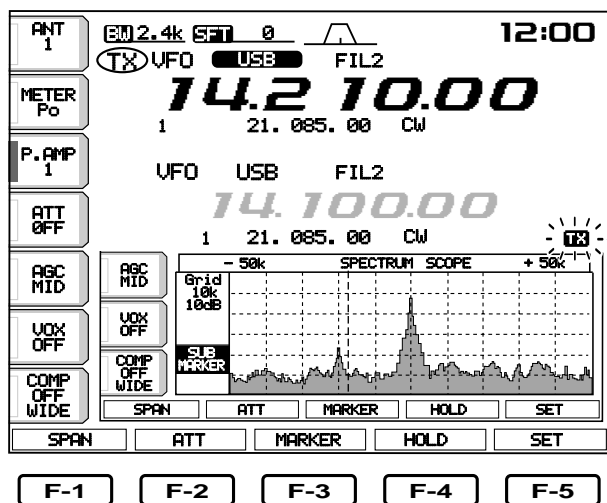 ANT
1
BW 2.4k SFT 0
12:00
TX VFO USB FIL2
METER
Po
14.210.00
1 21.085.00 CW
P.AMP
1
VFO USB FIL2
14.100.00
ATT
OFF
1 21.085.00 CW
TX
AGC
MID
AGC
MID
- 50k SPECTRUM SCOPE + 50k
Grid
10k
10dB
VOX
OFF
VOX
OFF
SUB
MARKER
COMP
OFF
WIDE
COMP
OFF
WIDE
SPAN ATT MARKER HOLD SET
SPAN ATT MARKER HOLD SET
F-1 F-2 F-3 F-4 F-5